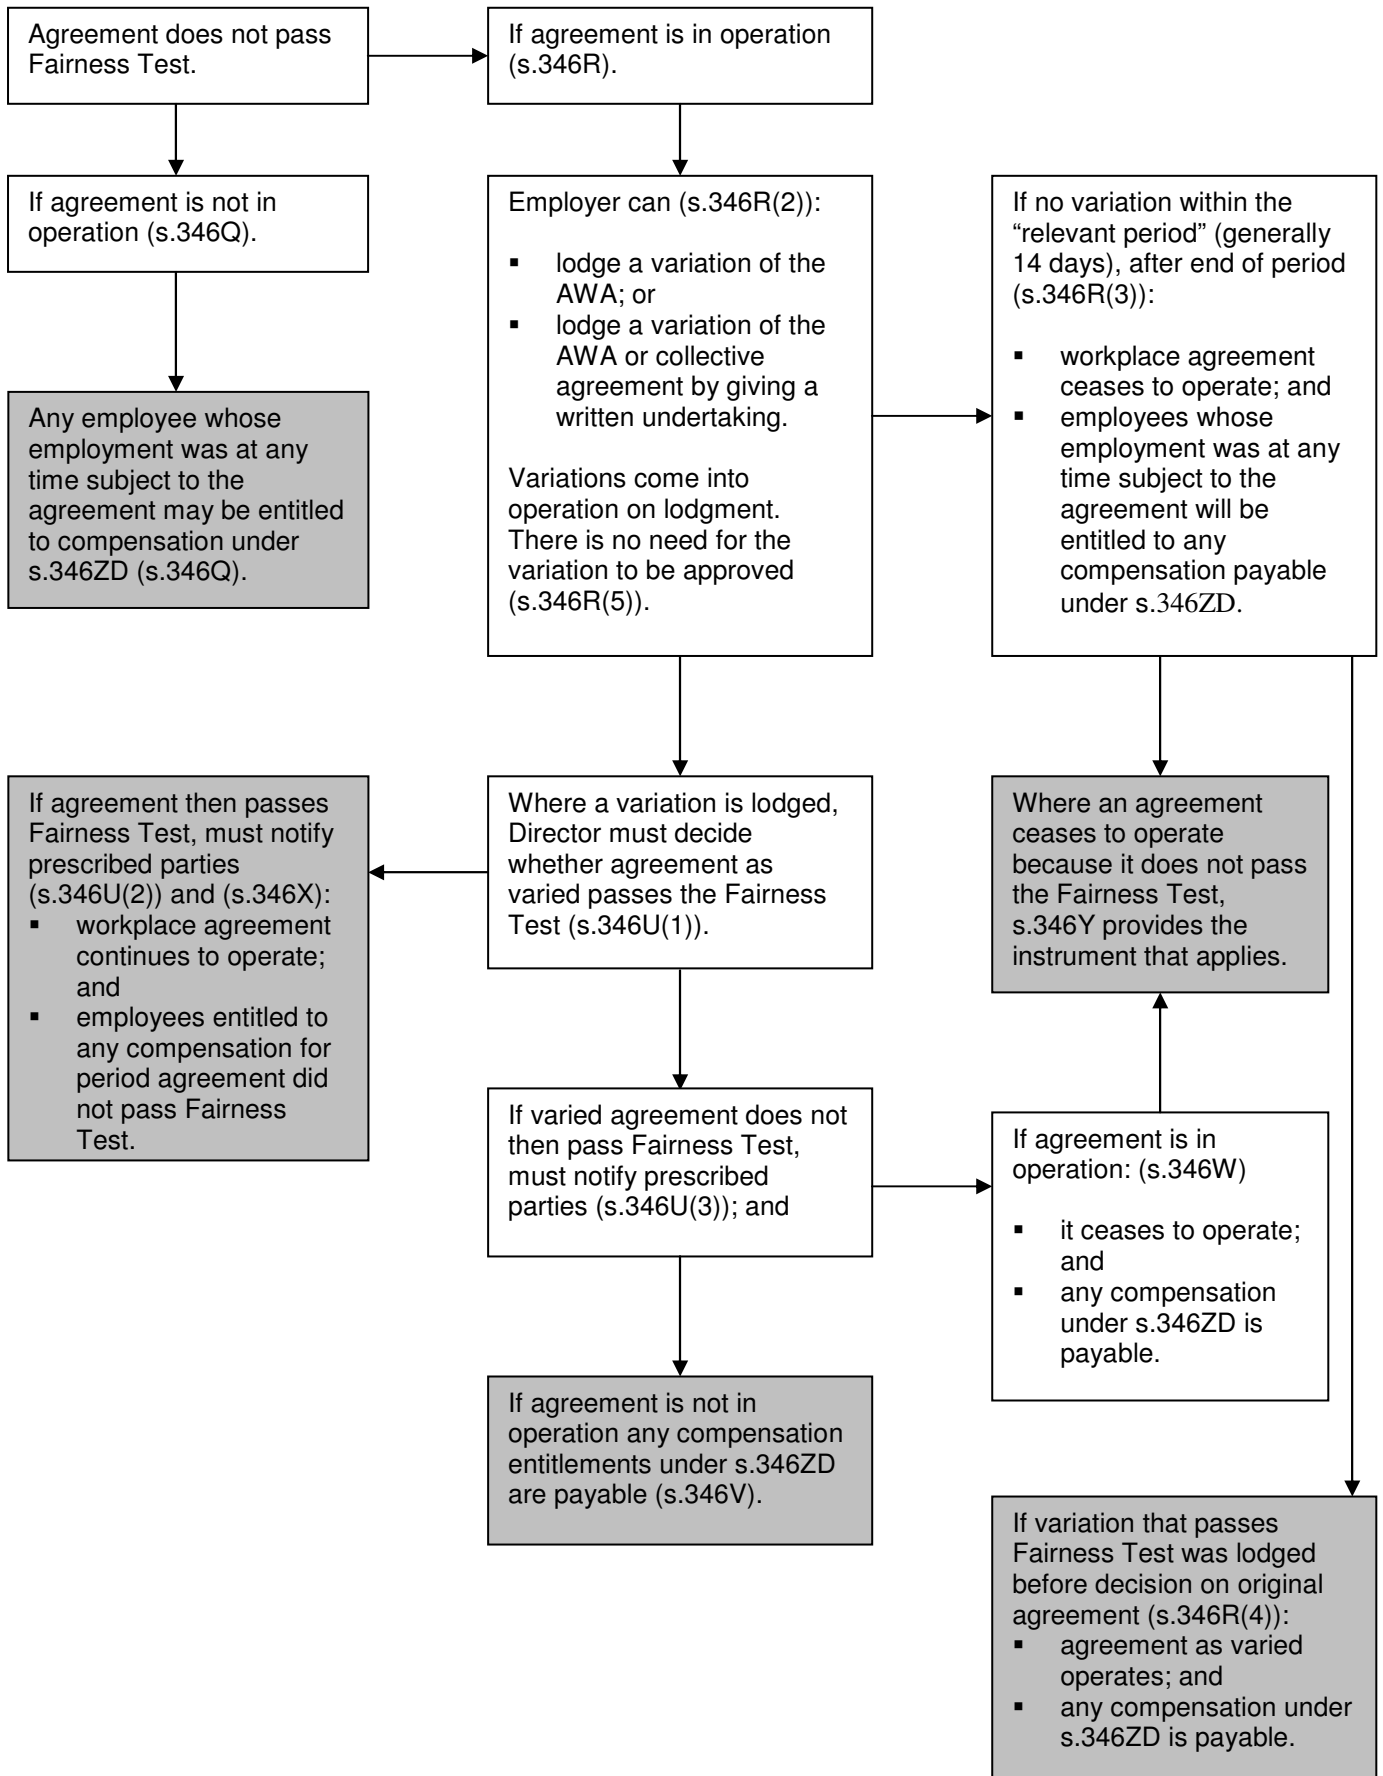 Agreement does not pass
Fairness Test.
If agreement is in operation
(s.346R).
If agreement is not in
operation (s.346Q).
Employer can (s.346R(2)):
▪ lodge a variation of the
AWA; or
▪ lodge a variation of the
AWA or collective
agreement by giving a
written undertaking.
Variations come into
operation on lodgment.
There is no need for the
variation to be approved
(s.346R(5)).
If no variation within the
“relevant period” (generally
14 days), after end of period
(s.346R(3)):
▪ workplace agreement
ceases to operate; and
▪ employees whose
employment was at any
time subject to the
agreement will be
entitled to any
compensation payable
under s.346ZD.
Any employee whose
employment was at any
time subject to the
agreement may be entitled
to compensation under
s.346ZD (s.346Q).
If agreement then passes
Fairness Test, must notify
prescribed parties
(s.346U(2)) and (s.346X):
▪ workplace agreement
continues to operate;
and
▪ employees entitled to
any compensation for
period agreement did
not pass Fairness
Test.
Where a variation is lodged,
Director must decide
whether agreement as
varied passes the Fairness
Test (s.346U(1)).
Where an agreement
ceases to operate
because it does not pass
the Fairness Test,
s.346Y provides the
instrument that applies.
If varied agreement does not
then pass Fairness Test,
must notify prescribed
parties (s.346U(3)); and
If agreement is in
operation: (s.346W)
▪ it ceases to operate;
and
▪ any compensation
under s.346ZD is
payable.
If agreement is not in
operation any compensation
entitlements under s.346ZD
are payable (s.346V).
If variation that passes
Fairness Test was lodged
before decision on original
agreement (s.346R(4)):
▪ agreement as varied
operates; and
▪ any compensation under
s.346ZD is payable.